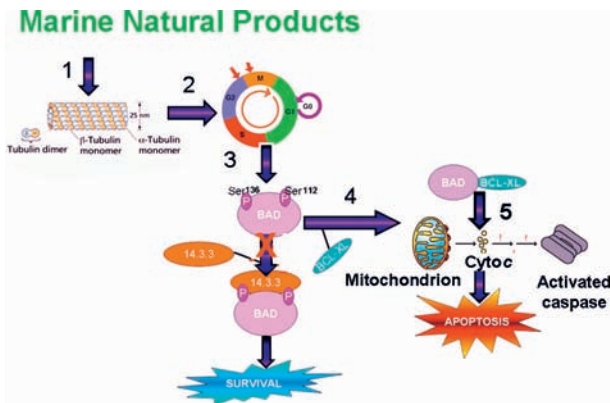 Marine Natural Products
1
2
M
G2
G1
G0
S
25 nm
Tubulin dimer
β-Tubulin
monomer
α-Tubulin
monomer
3
Ser136
Ser112
P
P
BAD
4
BCL-XL
14.3.3
14.3.3
P
P
BAD
SURVIVAL
BAD
BCL-XL
5
Mitochondrion
Cytoc
Activated
caspase
APOPTOSIS